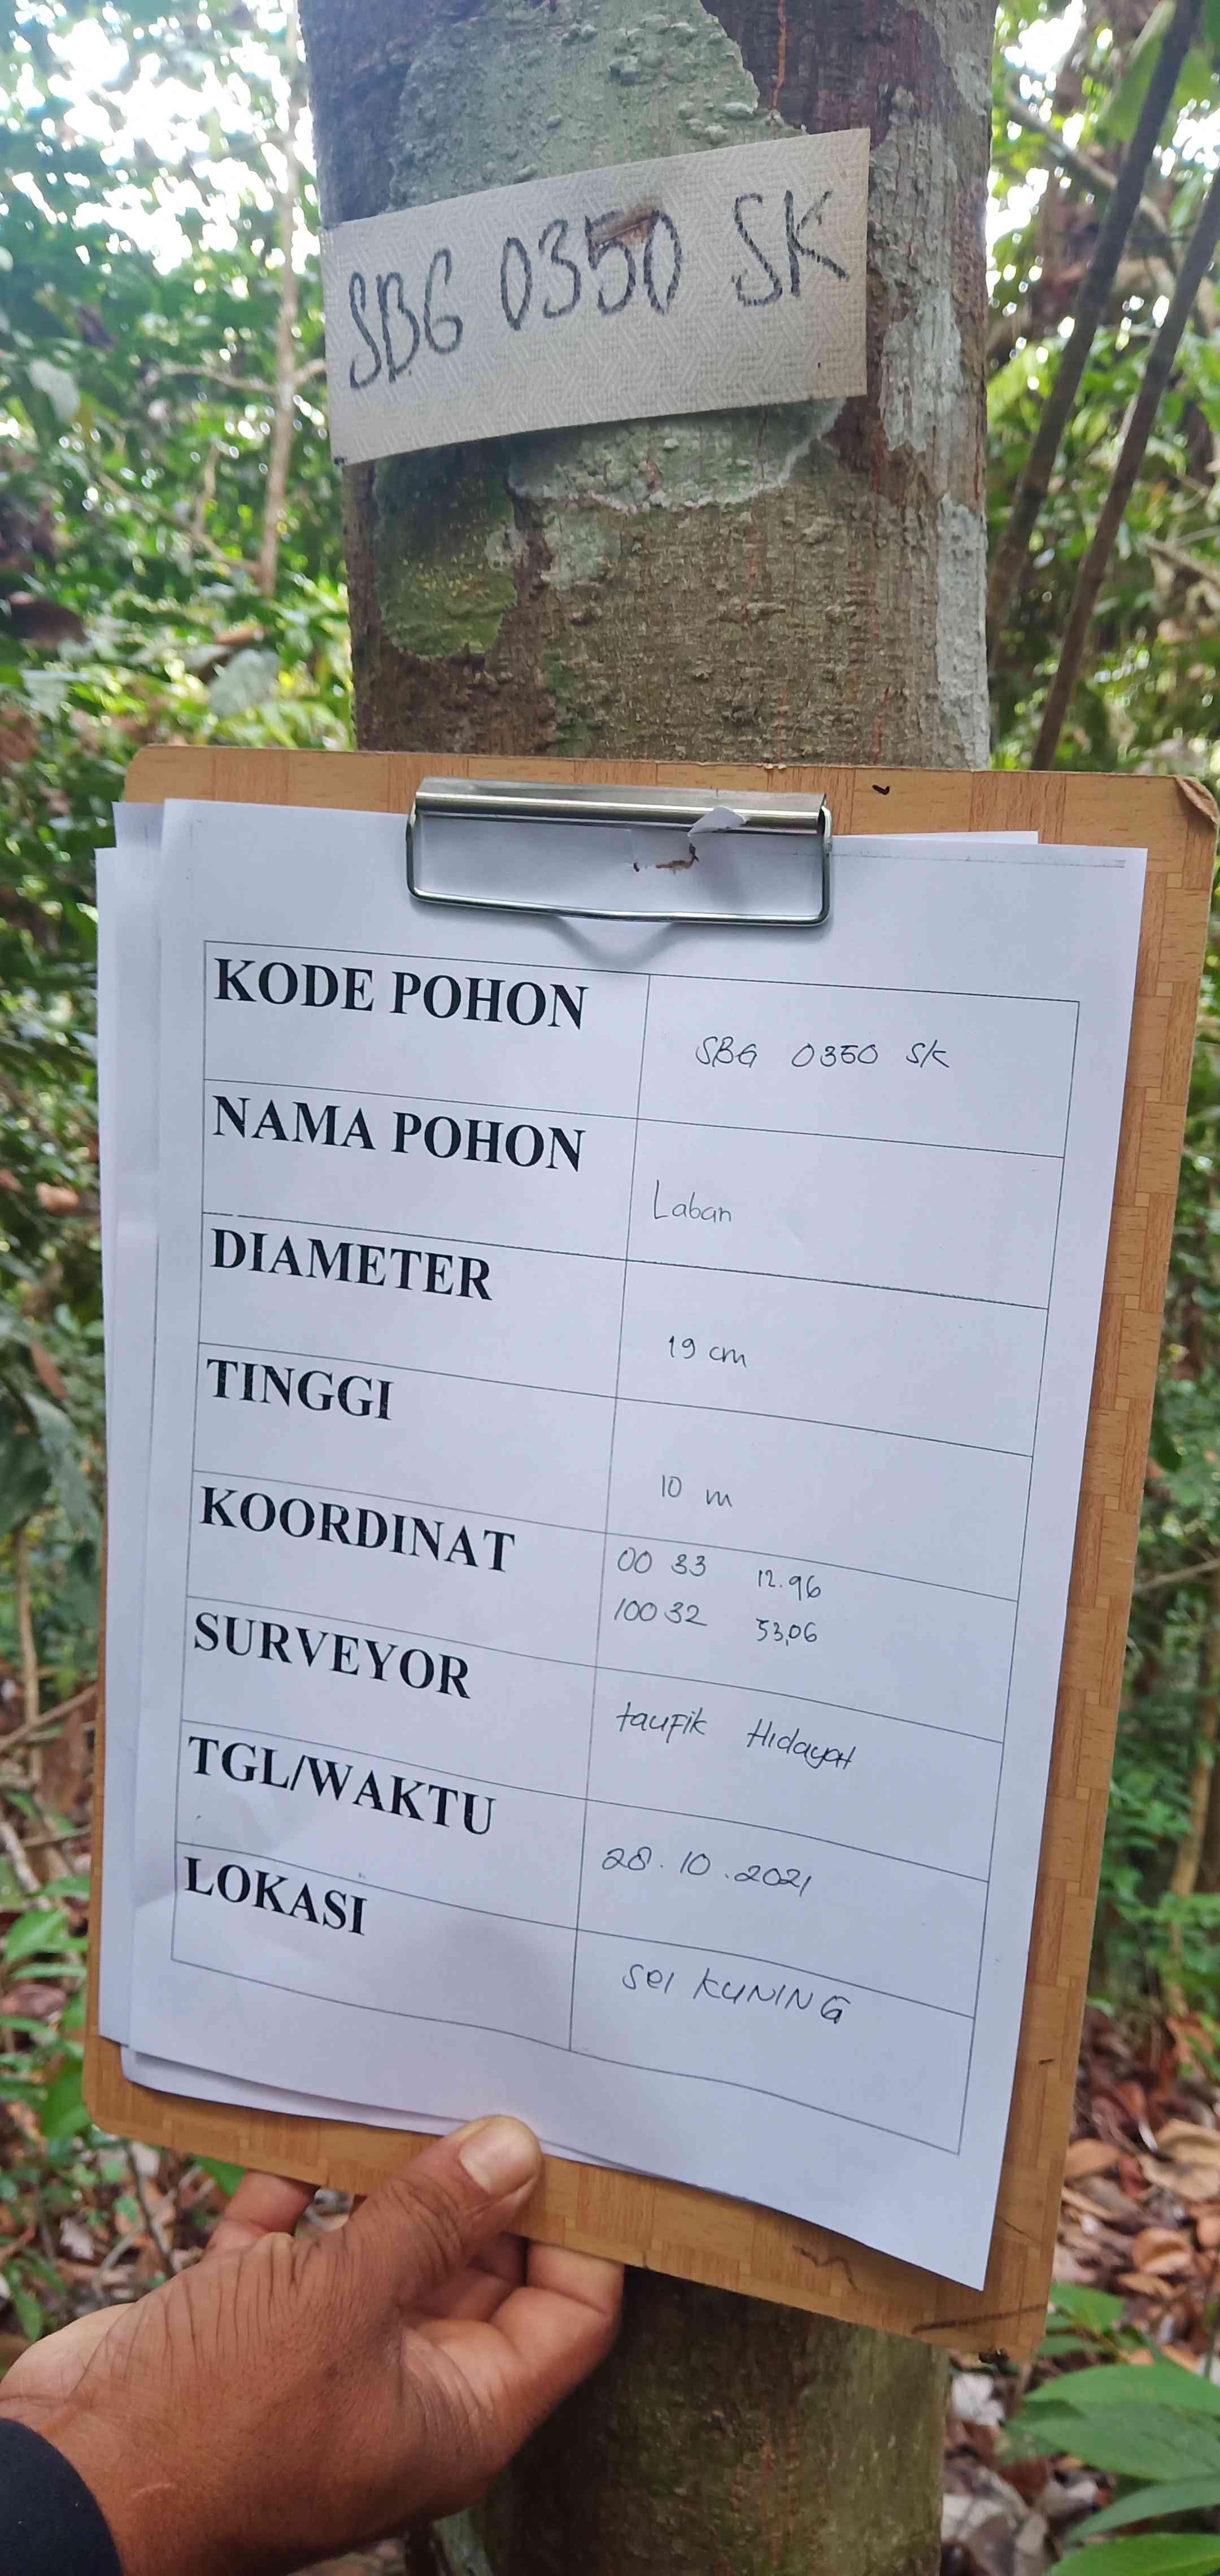 SBG 0350 SK
KODE POHON
SBG 0350 SK
NAMA POHON
Laban
DIAMETER
19 cm
TINGGI
10 m
KOORDINAT
00 33 12.96
100 32 53,06
SURVEYOR
taufik Hidayat
TGL/WAKTU
28.10.2021
LOKASI
sei KUNING